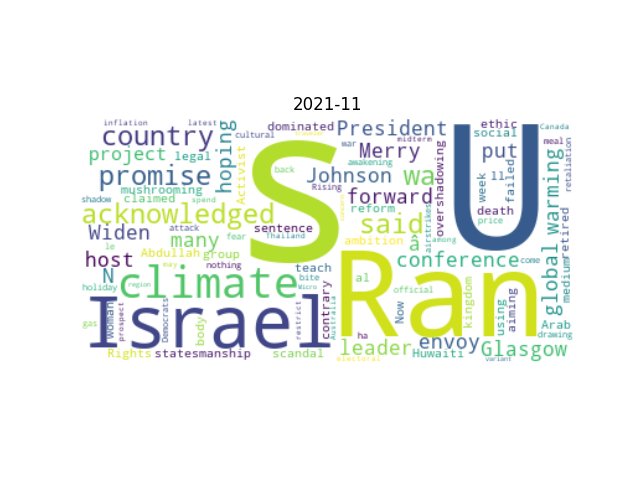 2021-11
inflation
latest
cultural
dominated
President
ethic
social
Canada
country
hoping
S
U
midterm
war
Merry
put
meal
project
legal
Activist
back
awakening
overshadowing
week
11
failed
retaliation
promise
Johnson
wa
mushrooming
Rising
forward
death
global warming
shadow
claimed
spend
acknowledged
sentence
reform
said
price
retired
medium
Widen
attack
many
fear
Thailand
ambition
â
airstrikes
among
come
le
Abdullah
group
host
nothing
conference
N
may
teach
contrary
al
official
kingdom
holiday
region
climate
bite
Micro
Ran
Now
using
aiming
Arab
drawing
gas
woman
prospect
Israel
Democrats
body
restrict
Australia
ha
leader
envoy
Huwaiti
Glasgow
Rights
statesmanship
scandal
electoral
variant